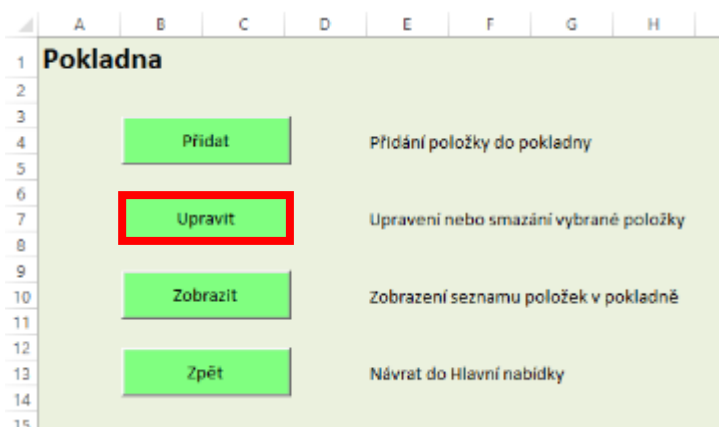 A B C D E F G H
1 Pokladna
2
3
4 Přidat Přidání položky do pokladny
5
6
7 Upravit Upravení nebo smazání vybrané položky
8
9
10 Zobrazit Zobrazení seznamu položek v pokladně
11
12
13 Zpět Návrat do Hlavní nabídky
14
15